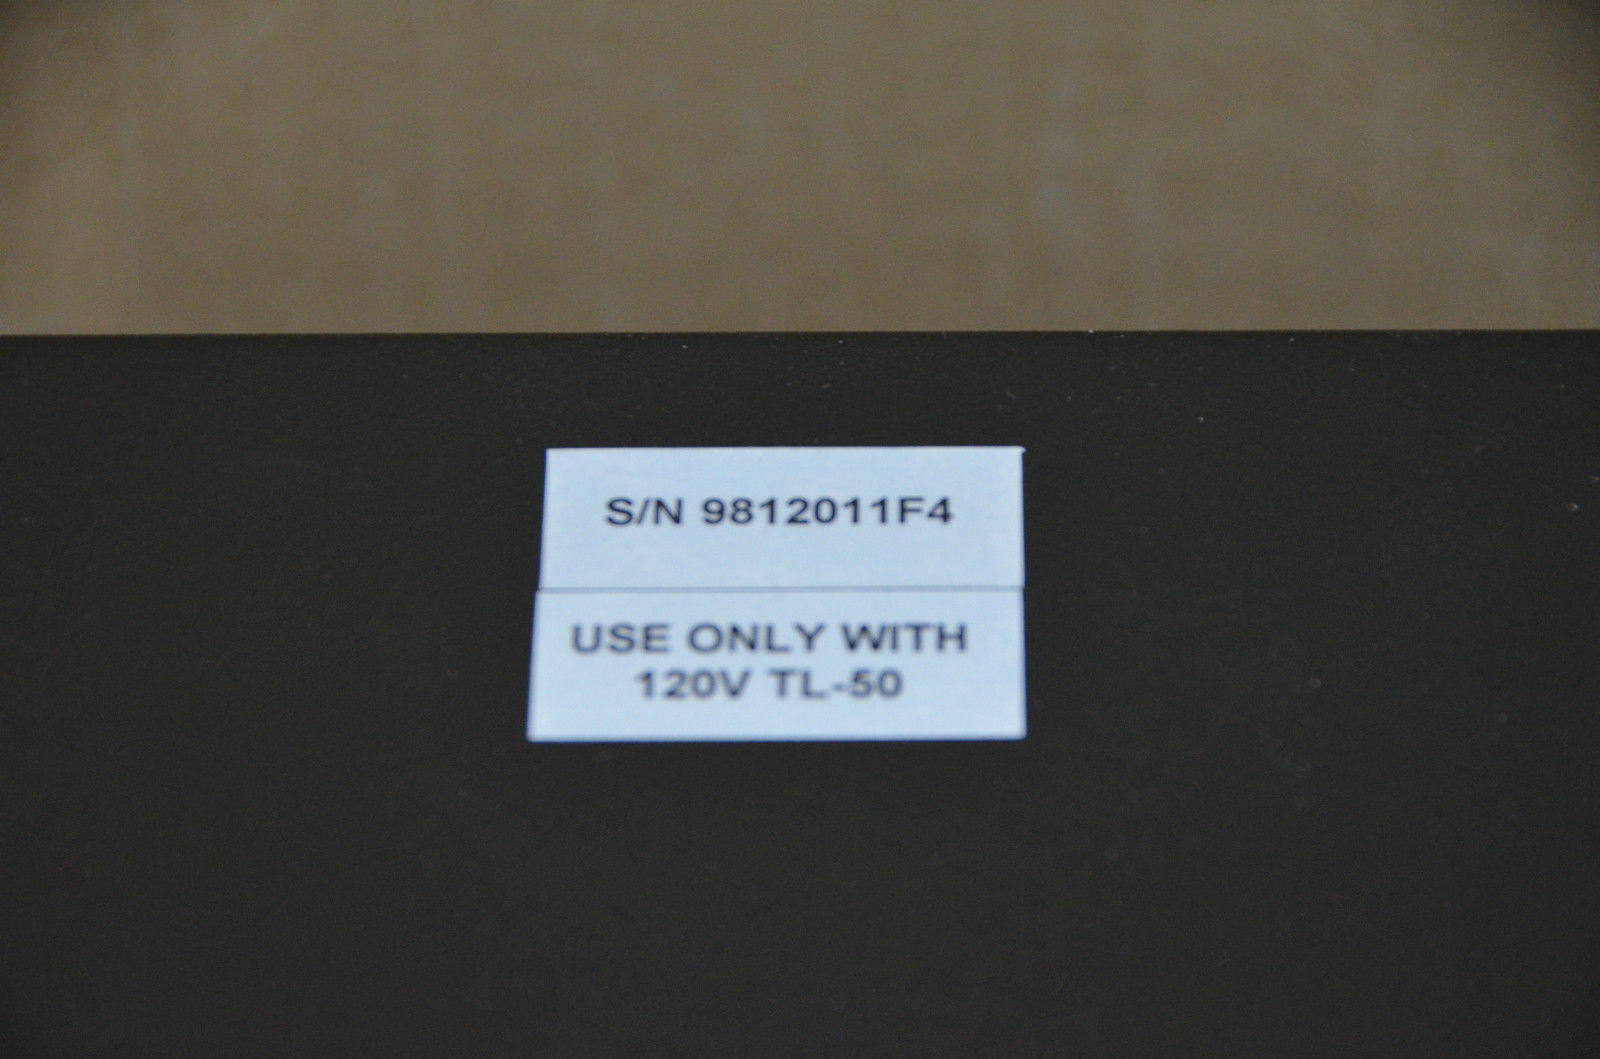 S/N 9812011F4
USE ONLY WITH
120V TL-50